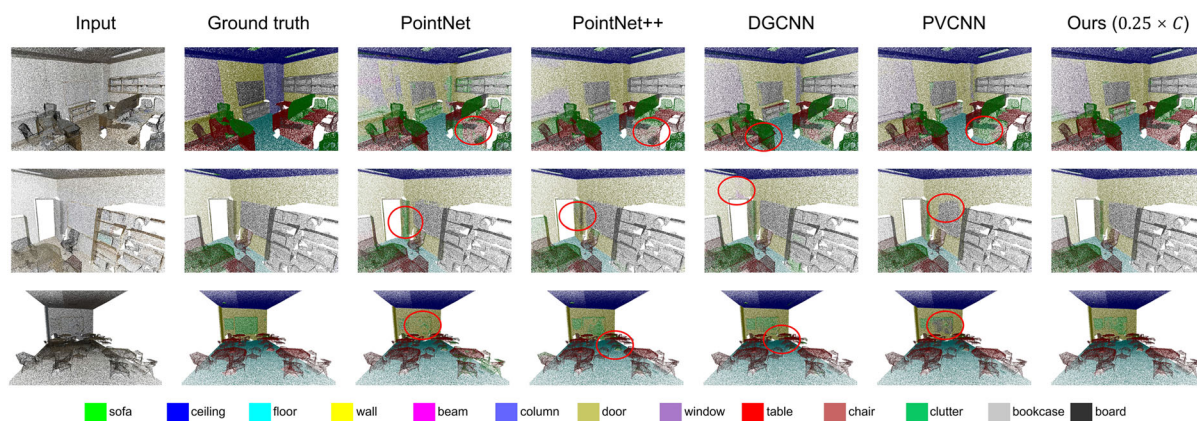 Input Ground truth PointNet PointNet++ DGCNN PVCNN Ours (0.25 × C)
sofa ceiling floor wall beam column door window table chair clutter bookcase board